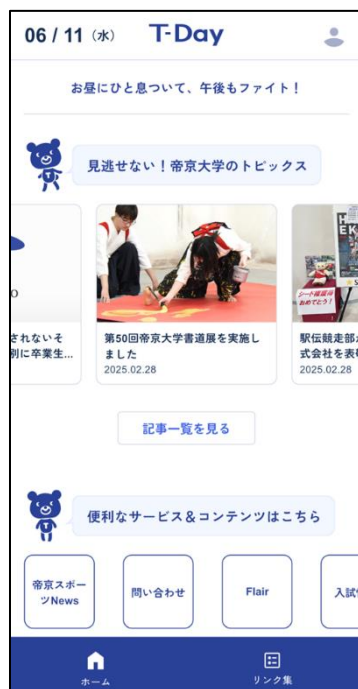 06 / 11 (水)
T-Day
お昼にひと息ついて、午後もファイト！
見逃せない！帝京大学のトピックス
されないそ
別に卒業生...
第50回帝京大学書道展を実施し
ました
2025.02.28
シード権獲得
おめでとう！
駅伝競走部が
式会社を表
2025.02.28
記事一覧を見る
便利なサービス＆コンテンツはこちら
帝京スポー
ツNews
問い合わせ
Flair
入試
ホーム
リンク集